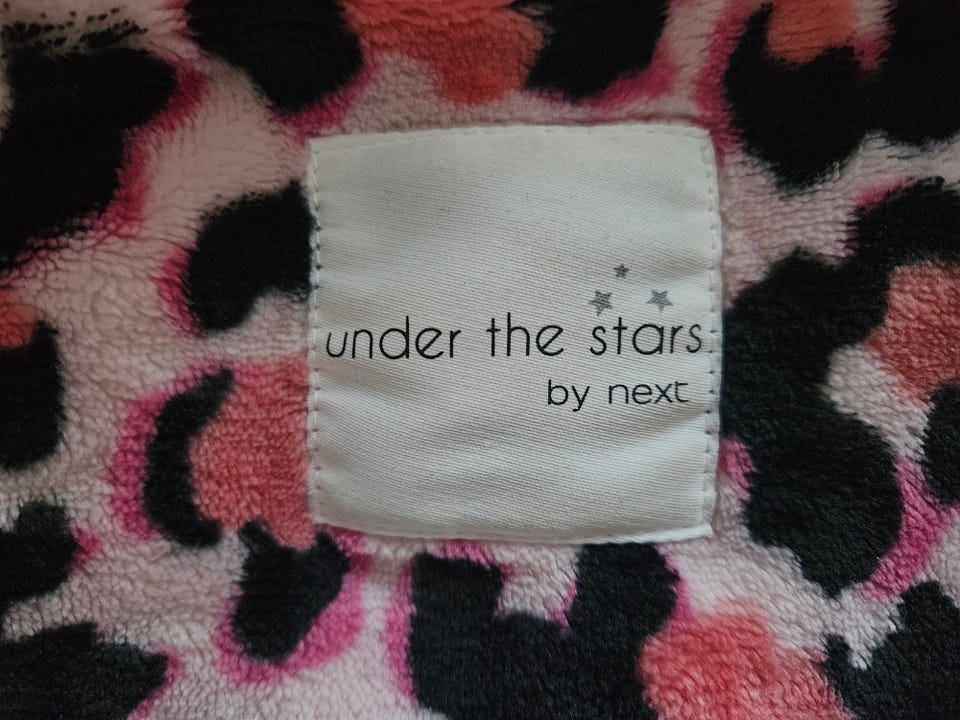 under the stars
by next